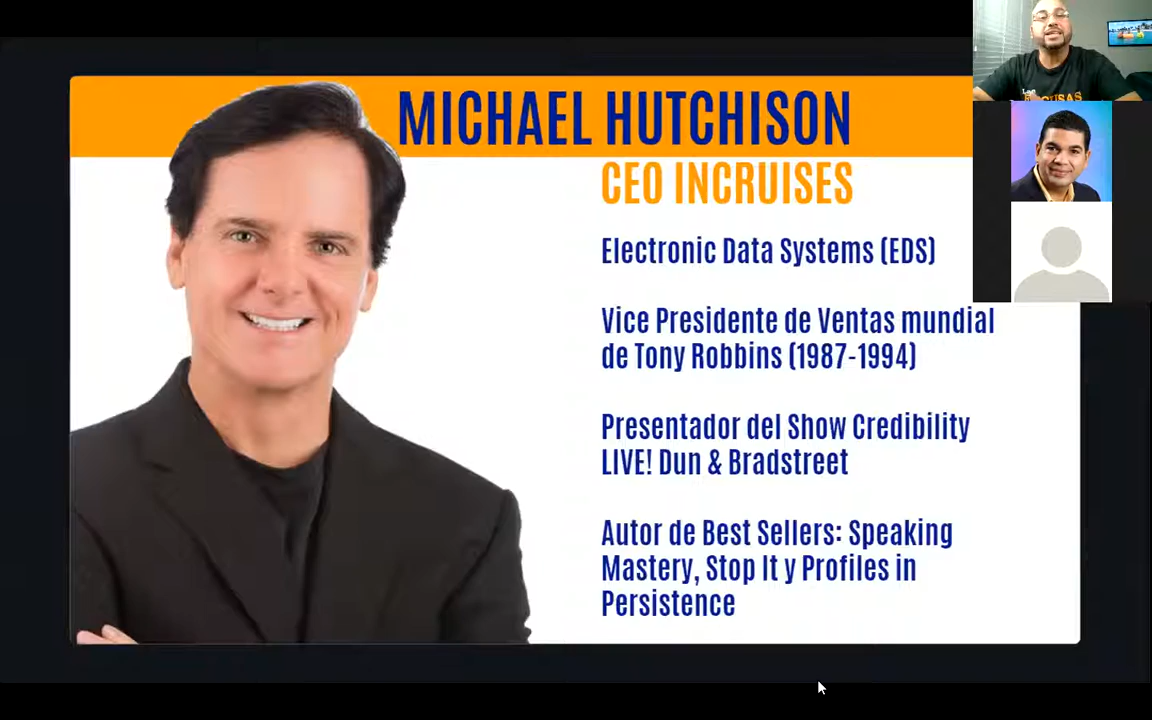 MICHAEL HUTCHISON
CEO INCRUISES
Electronic Data Systems (EDS)
Vice Presidente de Ventas mundial
de Tony Robbins (1987-1994)
Presentador del Show Credibility
LIVE! Dun & Bradstreet
Autor de Best Sellers: Speaking
Mastery, Stop It y Profiles in
Persistence